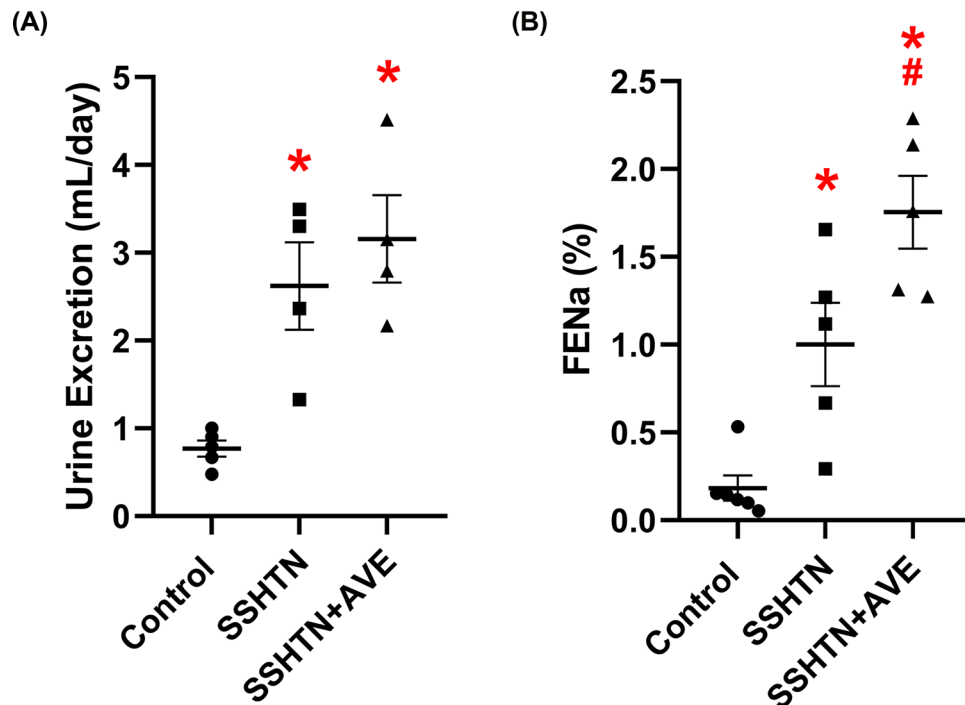 (A)
Urine Excretion (mL/day)
5
4
3
2
1
0
*
*
Control
SSHTN
SSHTN+AVE
(B)
FENa (%)
2.5
2.0
1.5
1.0
0.5
0.0
*
*
#
Control
SSHTN
SSHTN+AVE